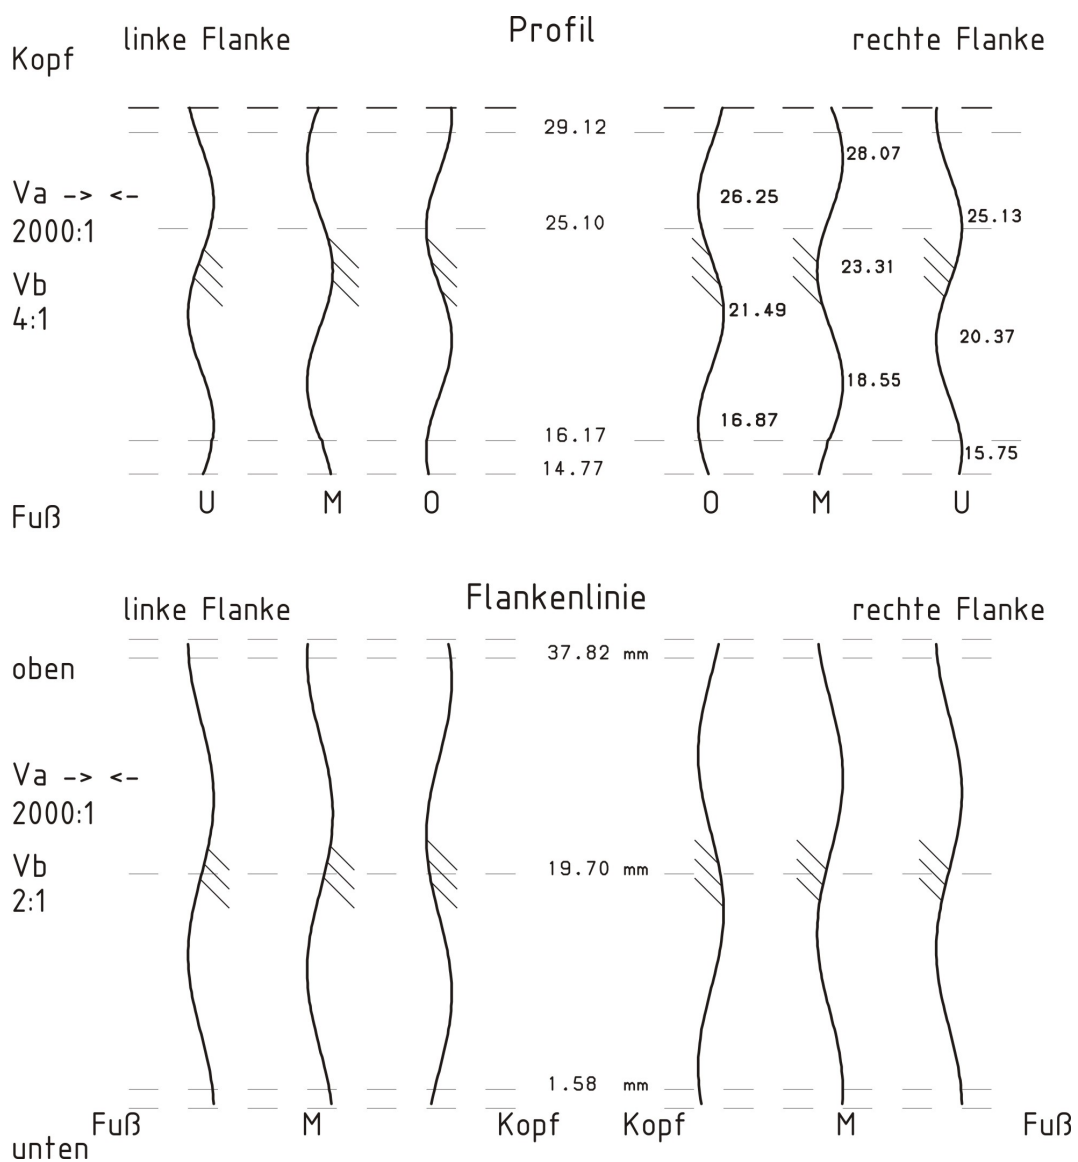 Profil
linke Flanke rechte Flanke
Kopf
29.12
28.07
Va -> <- 26.25
2000:1 25.10 25.13
23.31
Vb
4:1 21.49
20.37
18.55
16.87
16.17
15.75
14.77
U M O O M U
Fuß
Flankenlinie
linke Flanke rechte Flanke
37.82 mm
oben
Va -> <-
2000:1
Vb 19.70 mm
2:1
1.58 mm
Fuß M Kopf Kopf M Fuß
unten